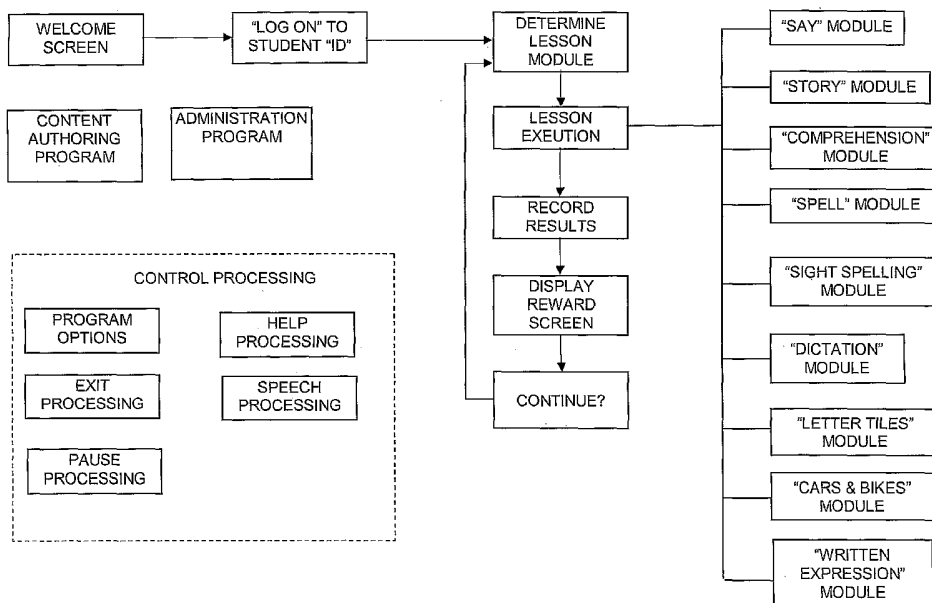 WELCOME
SCREEN
“LOG ON” TO
STUDENT “ID”
DETERMINE
LESSON
MODULE
LESSON
EXEUTION
RECORD
RESULTS
DISPLAY
REWARD
SCREEN
CONTINUE?
CONTENT
AUTHORING
PROGRAM
ADMINISTRATION
PROGRAM
CONTROL PROCESSING
PROGRAM
OPTIONS
HELP
PROCESSING
EXIT
PROCESSING
SPEECH
PROCESSING
PAUSE
PROCESSING
“SAY” MODULE
“STORY” MODULE
“COMPREHENSION”
MODULE
“SPELL” MODULE
“SIGHT SPELLING”
MODULE
“DICTATION”
MODULE
“LETTER TILES”
MODULE
“CARS & BIKES”
MODULE
“WRITTEN
EXPRESSION”
MODULE